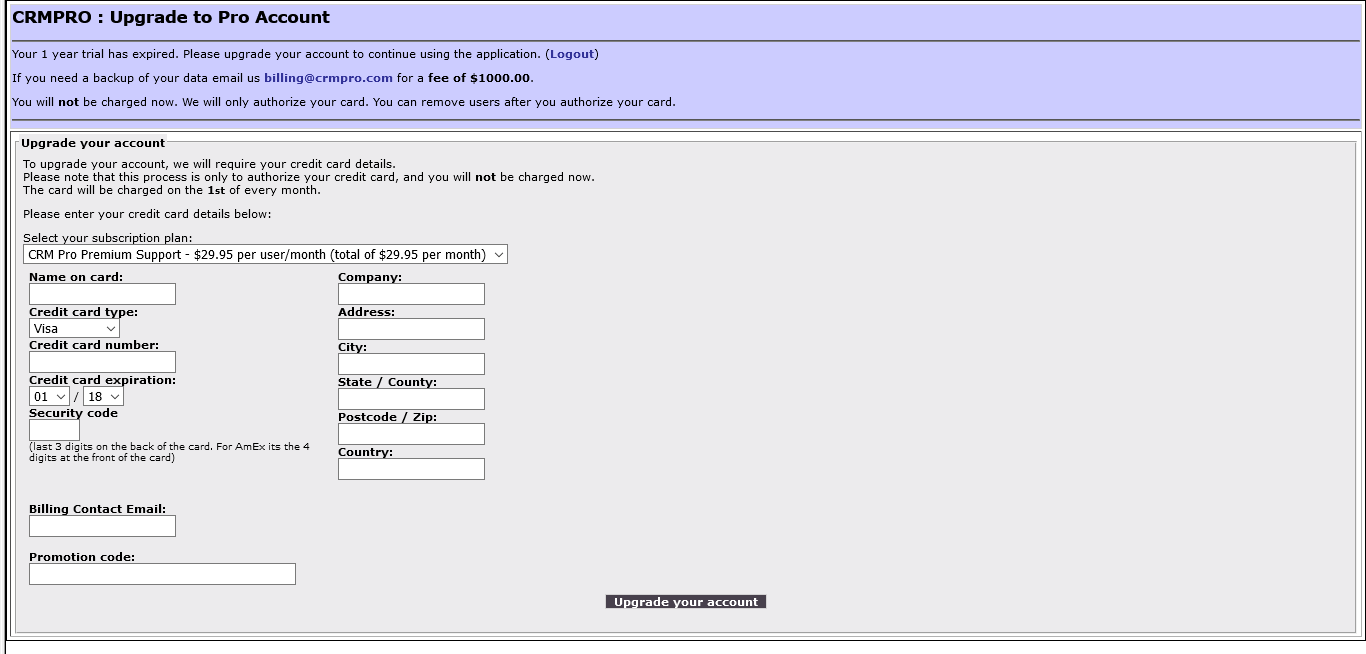 CRMPRO : Upgrade to Pro Account
Your 1 year trial has expired. Please upgrade your account to continue using the application. (Logout)
If you need a backup of your data email us billing@crmpro.com for a fee of $1000.00.
You will not be charged now. We will only authorize your card. You can remove users after you authorize your card.
Upgrade your account
To upgrade your account, we will require your credit card details.
Please note that this process is only to authorize your credit card, and you will not be charged now.
The card will be charged on the 1st of every month.
Please enter your credit card details below:
Select your subscription plan:
CRM Pro Premium Support - $29.95 per user/month (total of $29.95 per month)
Name on card:
Credit card type:
Visa
Credit card number:
Credit card expiration:
01 / 18
Security code
(last 3 digits on the back of the card. For AmEx its the 4
digits at the front of the card)
Company:
Address:
City:
State / County:
Postcode / Zip:
Country:
Billing Contact Email:
Promotion code:
Upgrade your account